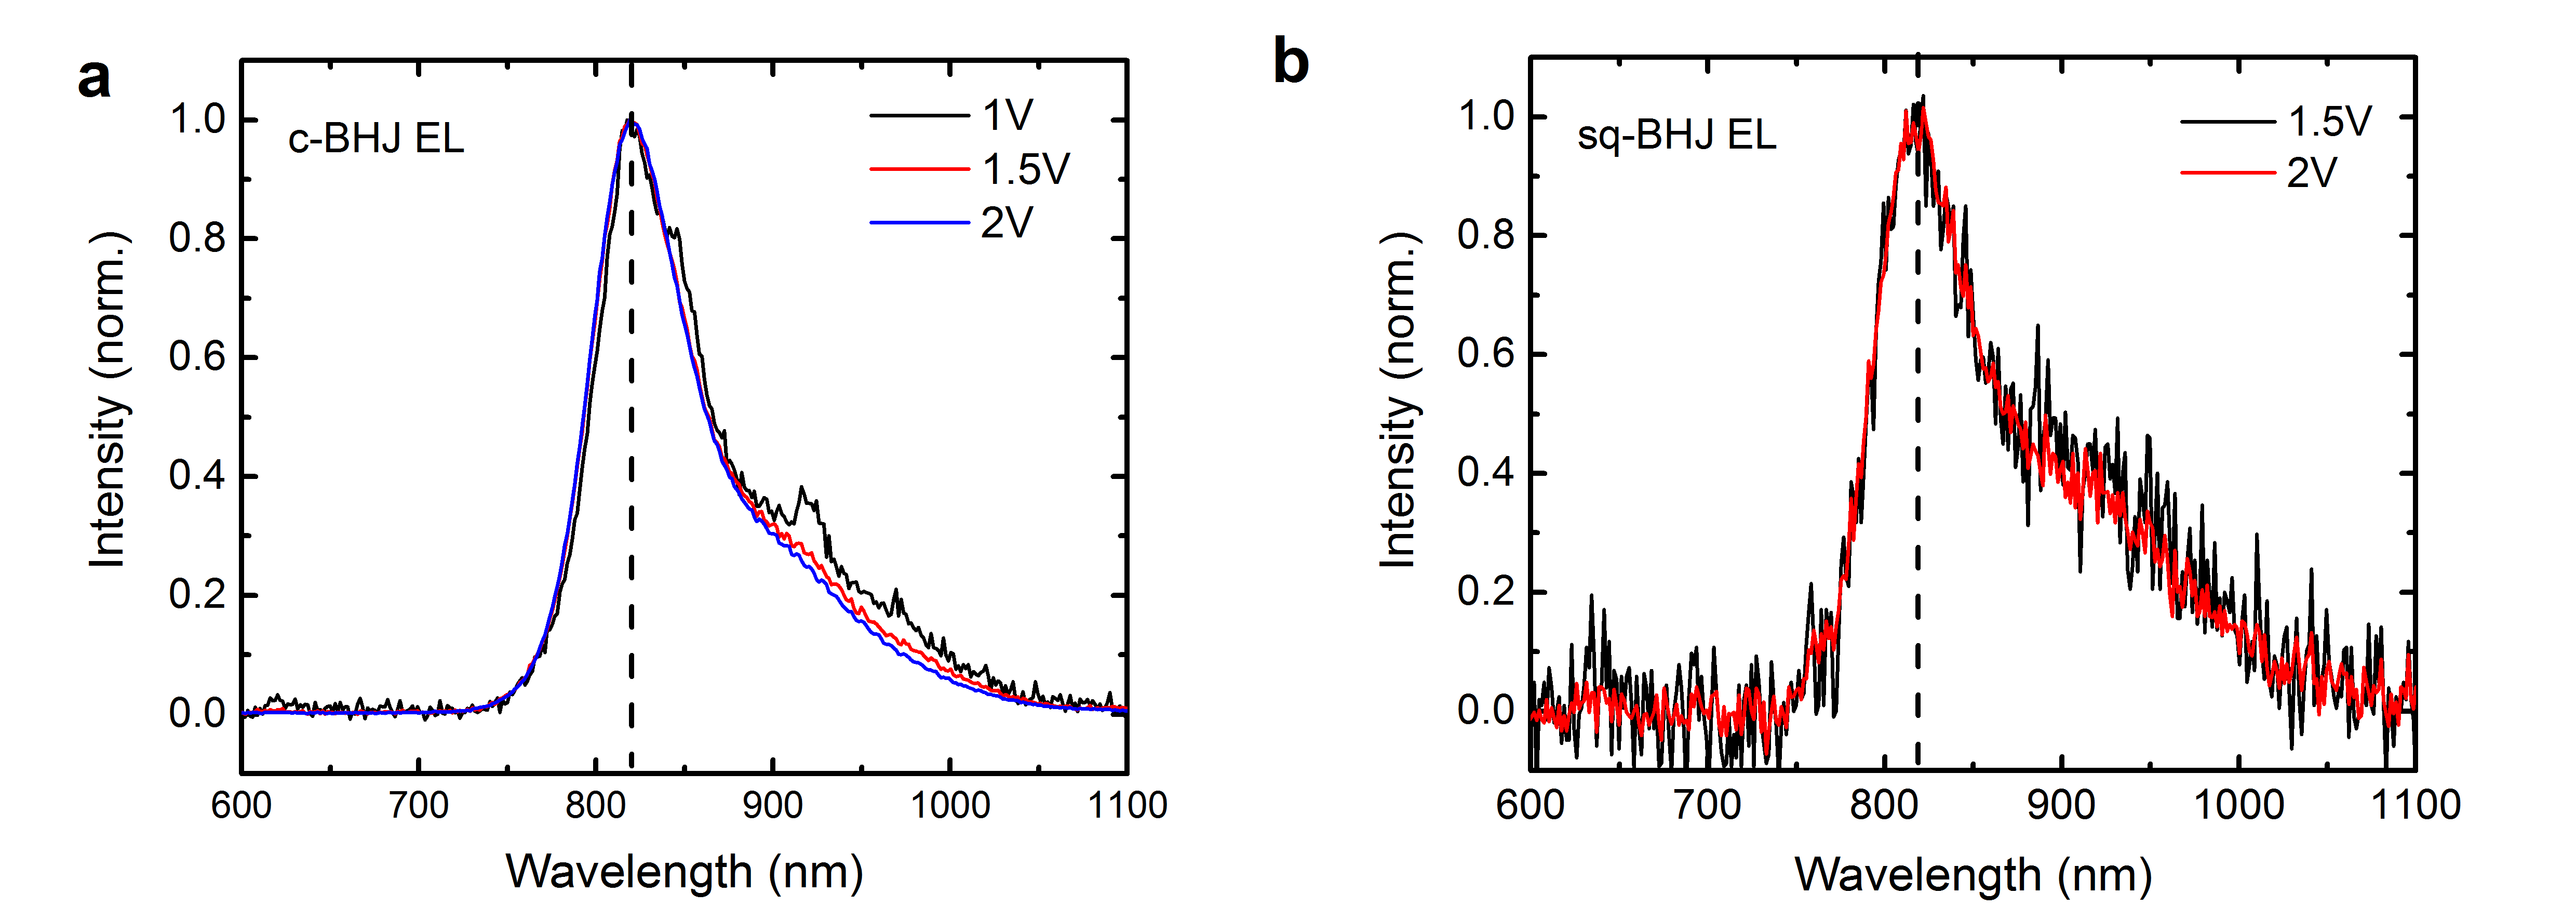 a
c-BHJ EL
1V
1.5V
2V
Intensity (norm.)
1.0
0.8
0.6
0.4
0.2
0.0
600 700 800 900 1000 1100
Wavelength (nm)
b
sq-BHJ EL
1.5V
2V
Intensity (norm.)
1.0
0.8
0.6
0.4
0.2
0.0
600 700 800 900 1000 1100
Wavelength (nm)